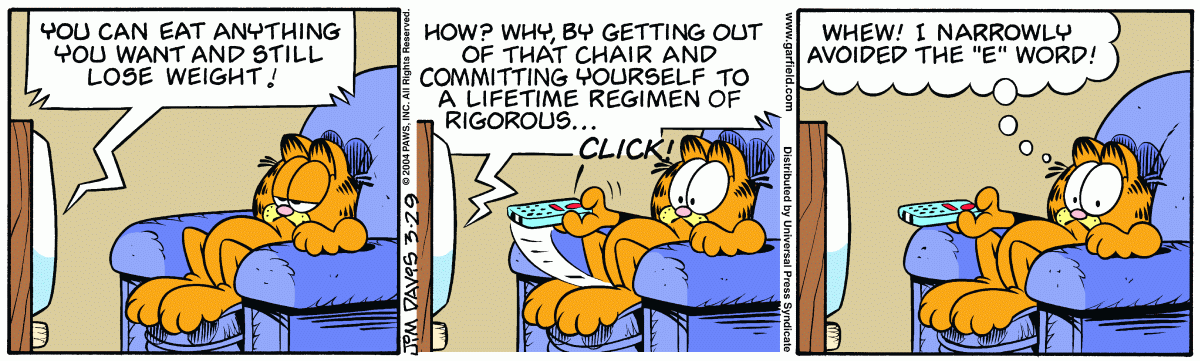 YOU CAN EAT ANYTHING
YOU WANT AND STILL
LOSE WEIGHT!
© 2004 PAWS, INC. All Rights Reserved.
JIM DAVIS 3.29
HOW? WHY, BY GETTING OUT
OF THAT CHAIR AND
COMMITTING YOURSELF TO
A LIFETIME REGIMEN OF
RIGOROUS...
CLICK!
www.garfield.com
Distributed by Universal Press Syndicate
WHEW! I NARROWLY
AVOIDED THE "E" WORD!